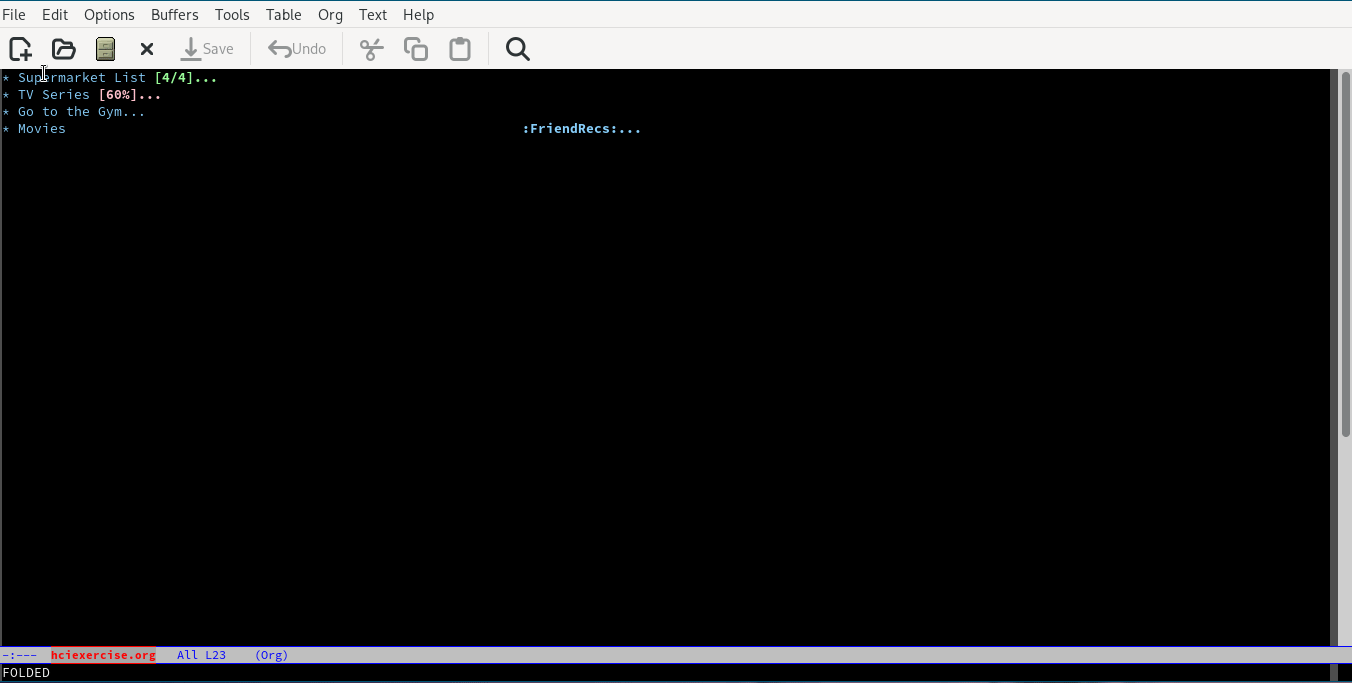 File Edit Options Buffers Tools Table Org Text Help
Save Undo
* Supermarket List [4/4]...
* TV Series [60%]...
* Go to the Gym...
* Movies :FriendRecs:...
-:--- hciexercise.org All L23 (Org)
FOLDED